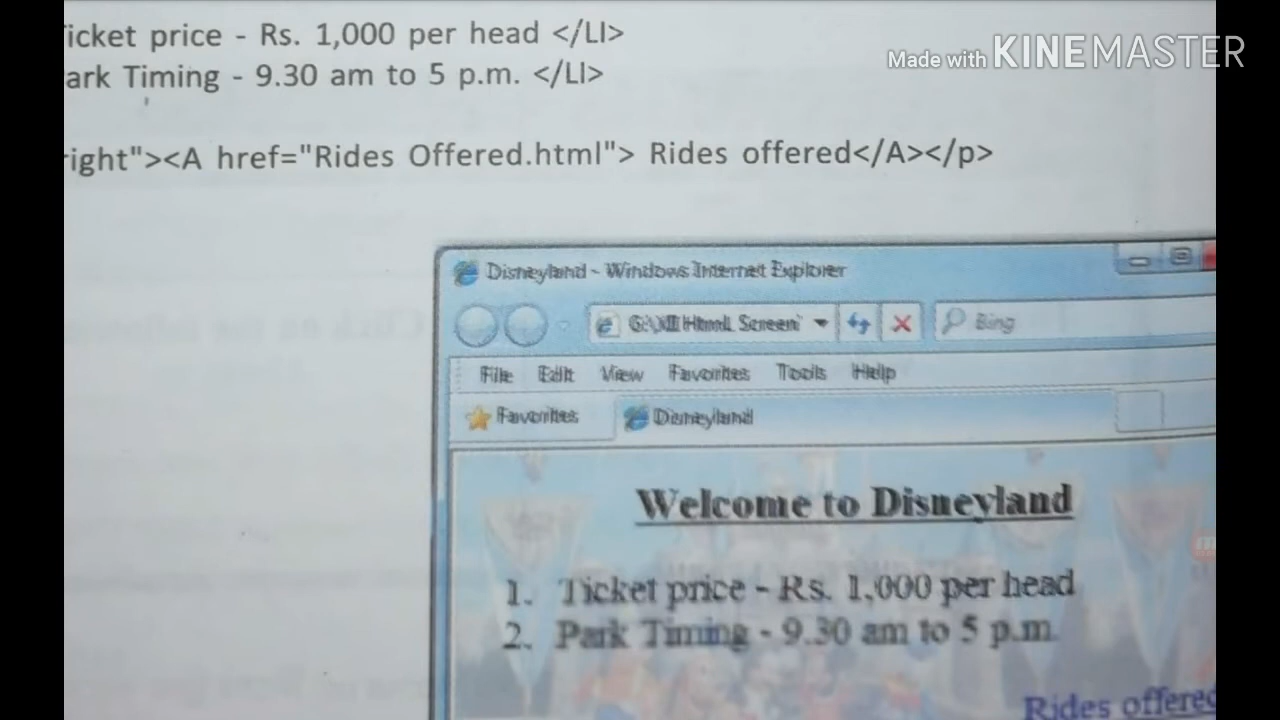 icket price - Rs. 1,000 per head </LI>
Made with KINEMASTER
ark Timing - 9.30 am to 5 p.m. </LI>
ight"><A href="Rides Offered.html"> Rides offered</A></p>
Disneyland - Windows Internet Explorer
G:\XII Html Screen Bing
File Edit View Favorites Tools Help
Favorites Disneyland
Welcome to Disneyland
1. Ticket price - Rs. 1,000 per head
2. Park Timing - 9.30 am to 5 p.m
Rides offered